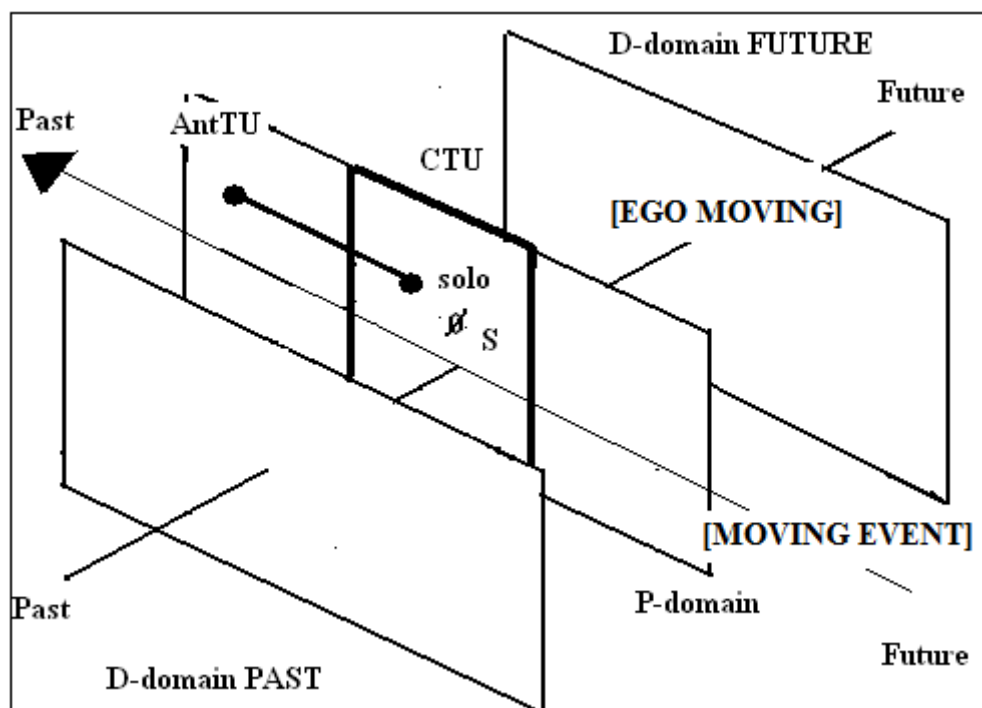 D-domain FUTURE
Future
Past
AntTU
CTU
[EGO MOVING]
solo
S
[MOVING EVENT]
P-domain
Past
Future
D-domain PAST